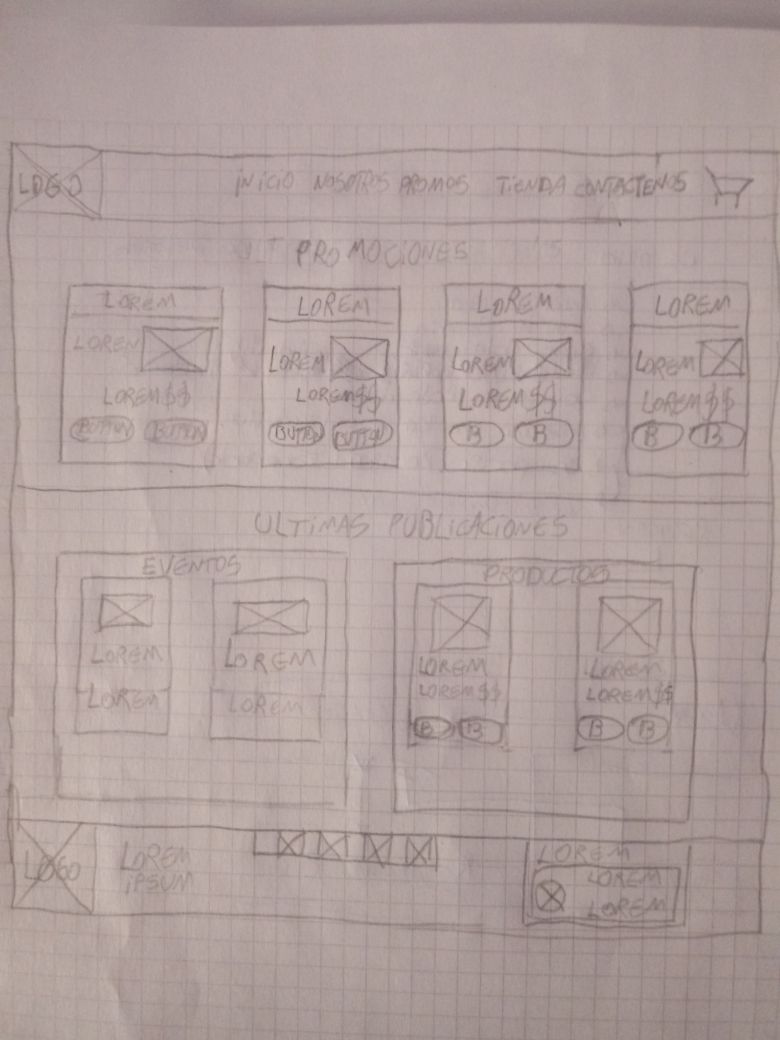 LOGO INICIO NOSOTROS PROMOS TIENDA CONTACTENOS
PROMOCIONES
LOREM LOREM LOREM LOREM
LOREM LOREM LOREM LOREM
LOREM$$ LOREM$$ LOREM$$ LOREM$$
BUTTON BUTTON BUTTON BUTTON B B B B
ULTIMAS PUBLICACIONES
EVENTOS PRODUCTOS
LOREM LOREM LOREM LOREM
LOREM LOREM LOREM$$ LOREM$$
B B B B
LOGO LOREM LOREM
IPSUM LOREM
LOREM